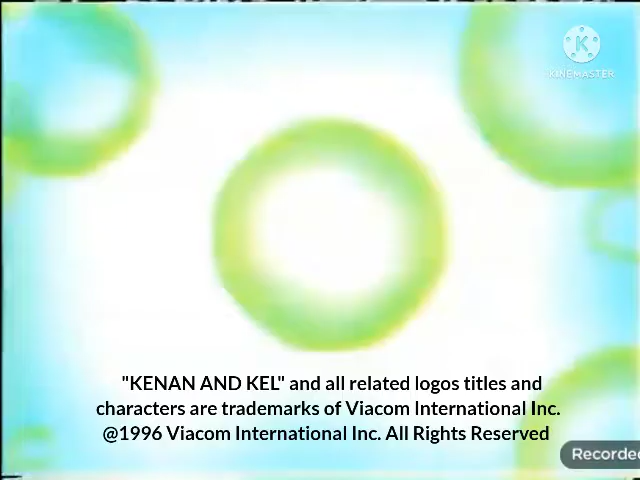 K
KINEMASTER
"KENAN AND KEL" and all related logos titles and
characters are trademarks of Viacom International Inc.
@1996 Viacom International Inc. All Rights Reserved
Recorded